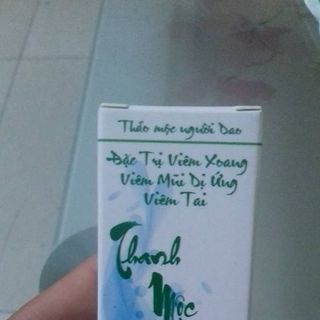 Thảo mộc người Dao
Đặc Trị Viêm Xoang
Viêm Mũi Dị Ứng
Viêm Tai
Thanh
Mộc